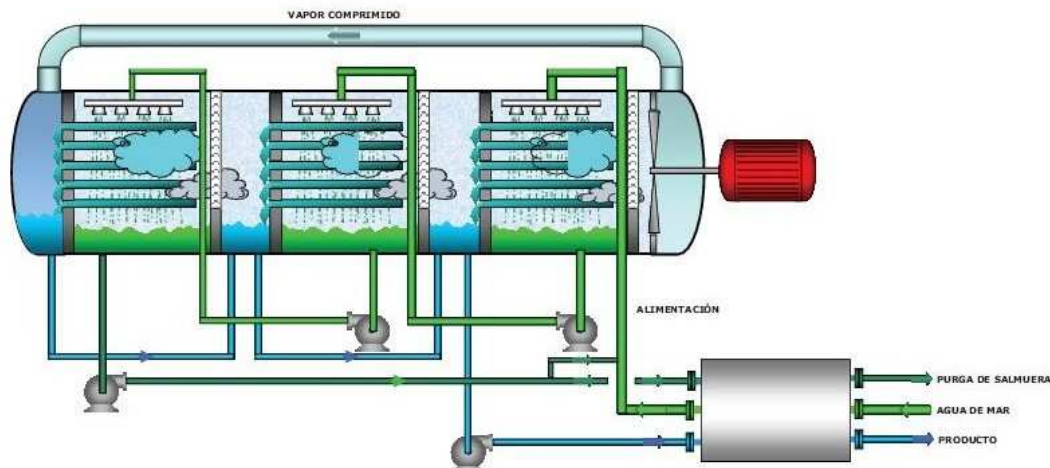 VAPOR COMPRIMIDO
ALIMENTACIÓN
PURGA DE SALMUERA
AGUA DE MAR
PRODUCTO